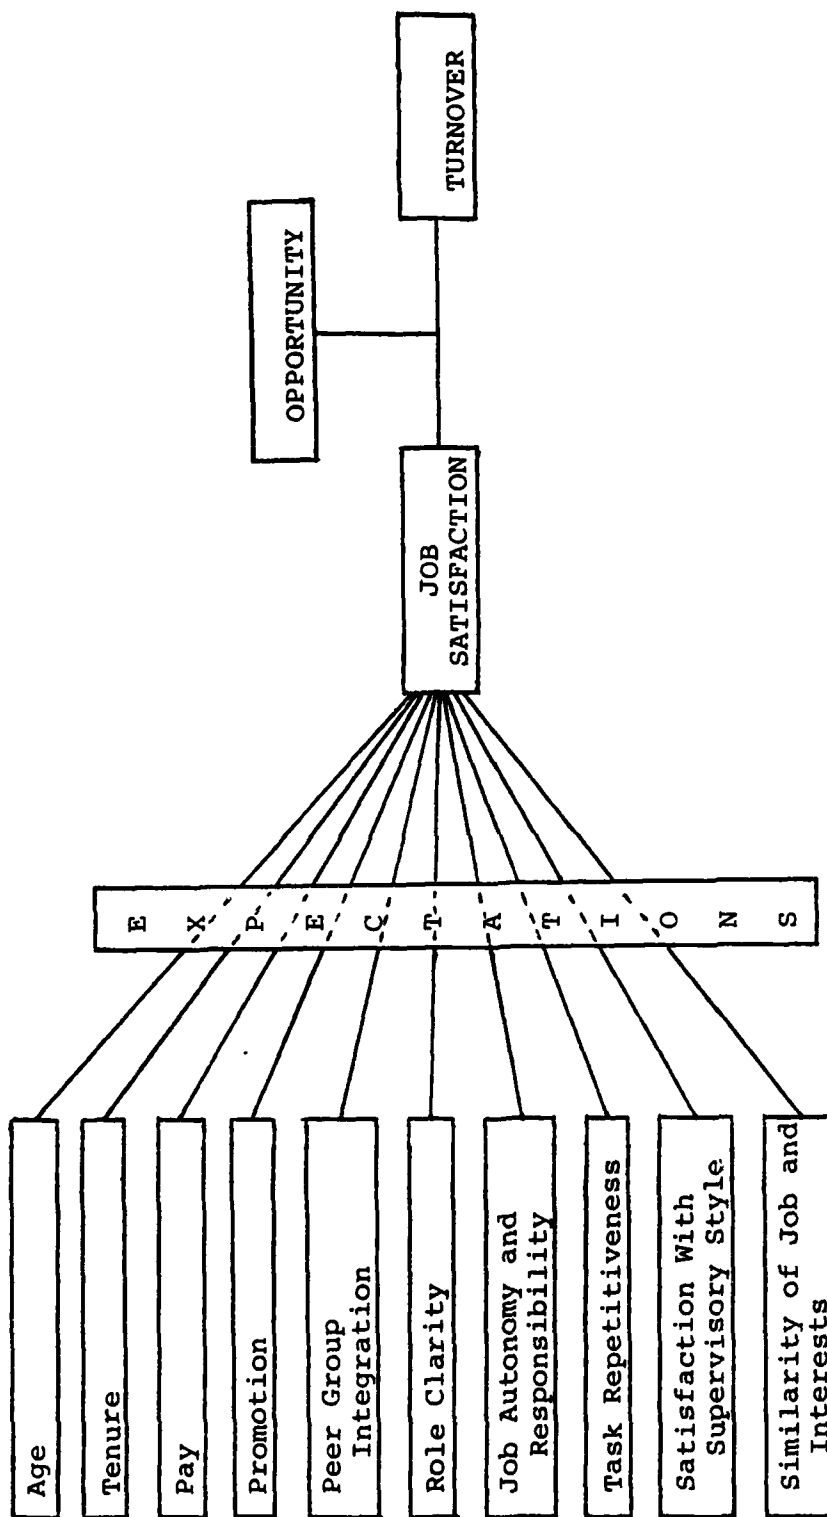 Age
Tenure
Pay
Promotion
Peer Group
Integration
Role Clarity
Job Autonomy and
Responsibility
Task Repetitiveness
Satisfaction With
Supervisory Style
Similarity of Job and
Interests
E X P E C T A T I O N S
JOB
SATISFACTION
OPPORTUNITY
TURNOVER